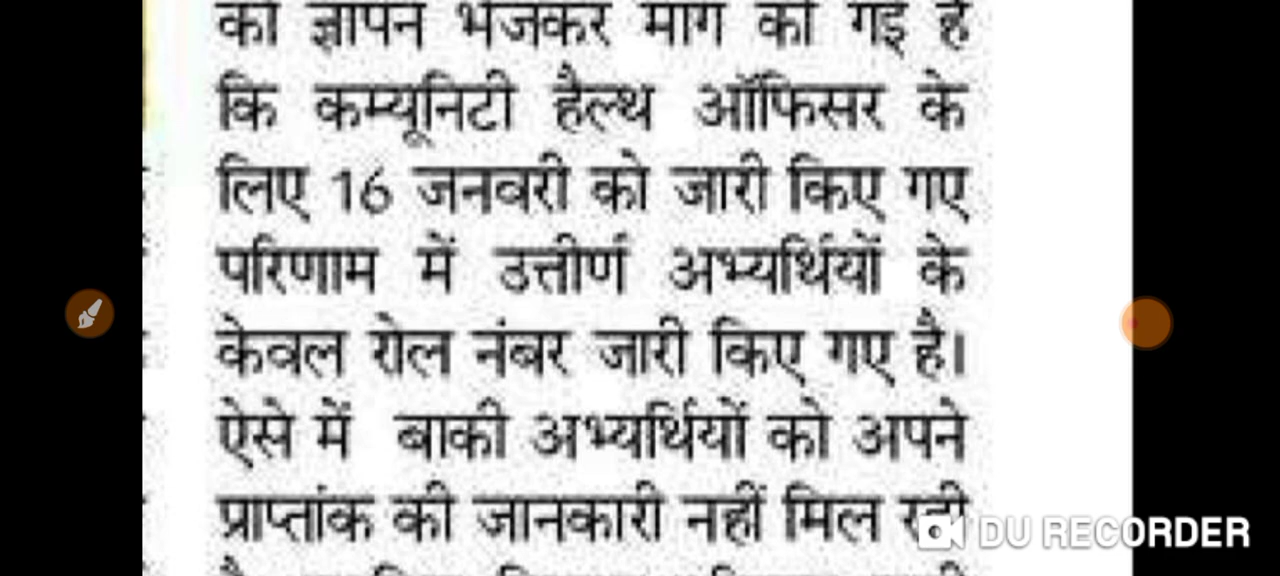 को ज्ञापन भेजकर मांग की गई है
कि कम्यूनिटी हैल्थ ऑफिसर के
लिए 16 जनवरी को जारी किए गए
परिणाम में उत्तीर्ण अभ्यर्थियों के
केवल रोल नंबर जारी किए गए है।
ऐसे में बाकी अभ्यर्थियों को अपने
प्राप्तांक की जानकारी नहीं मिल रही
DU RECORDER